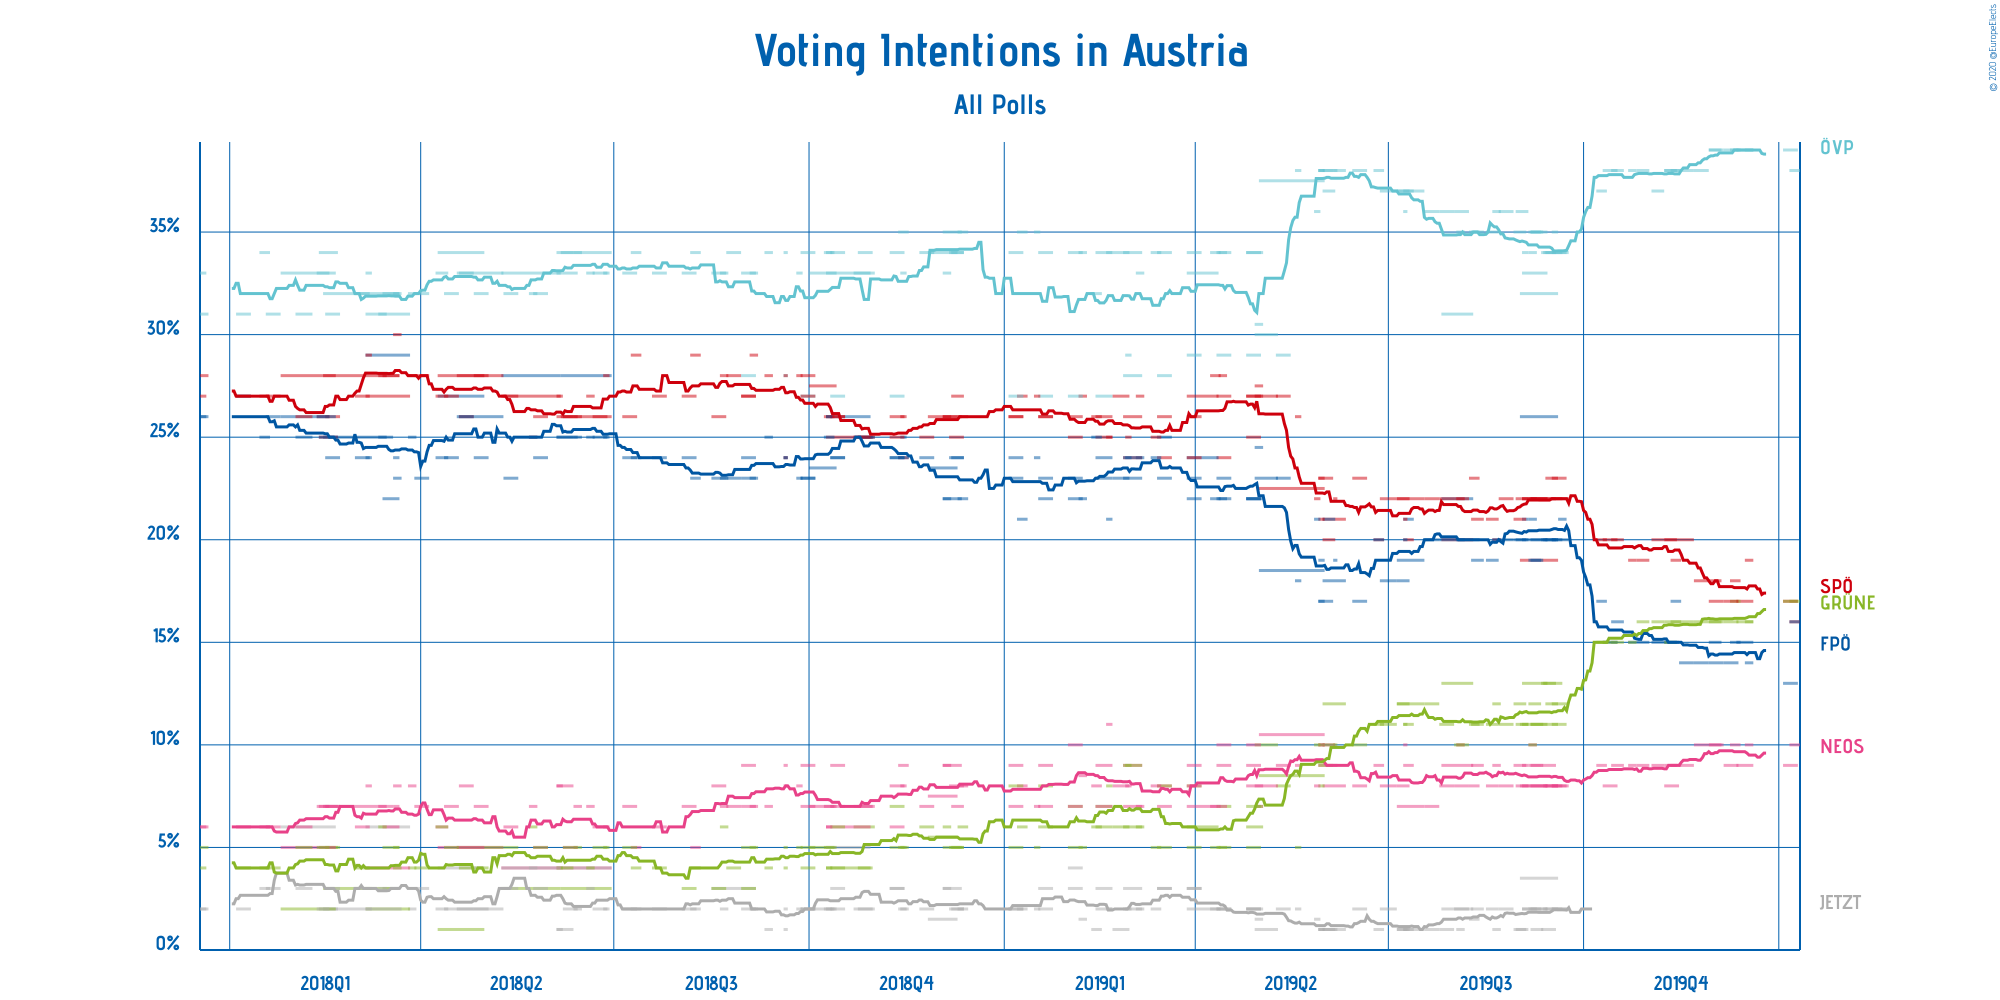 Voting Intentions in Austria
All Polls
© 2020 @EuropeElects
ÖVP
35%
30%
25%
20%
SPÖ
GRÜNE
15%
FPÖ
10%
NEOS
5%
JETZT
0%
2018Q1 2018Q2 2018Q3 2018Q4 2019Q1 2019Q2 2019Q3 2019Q4